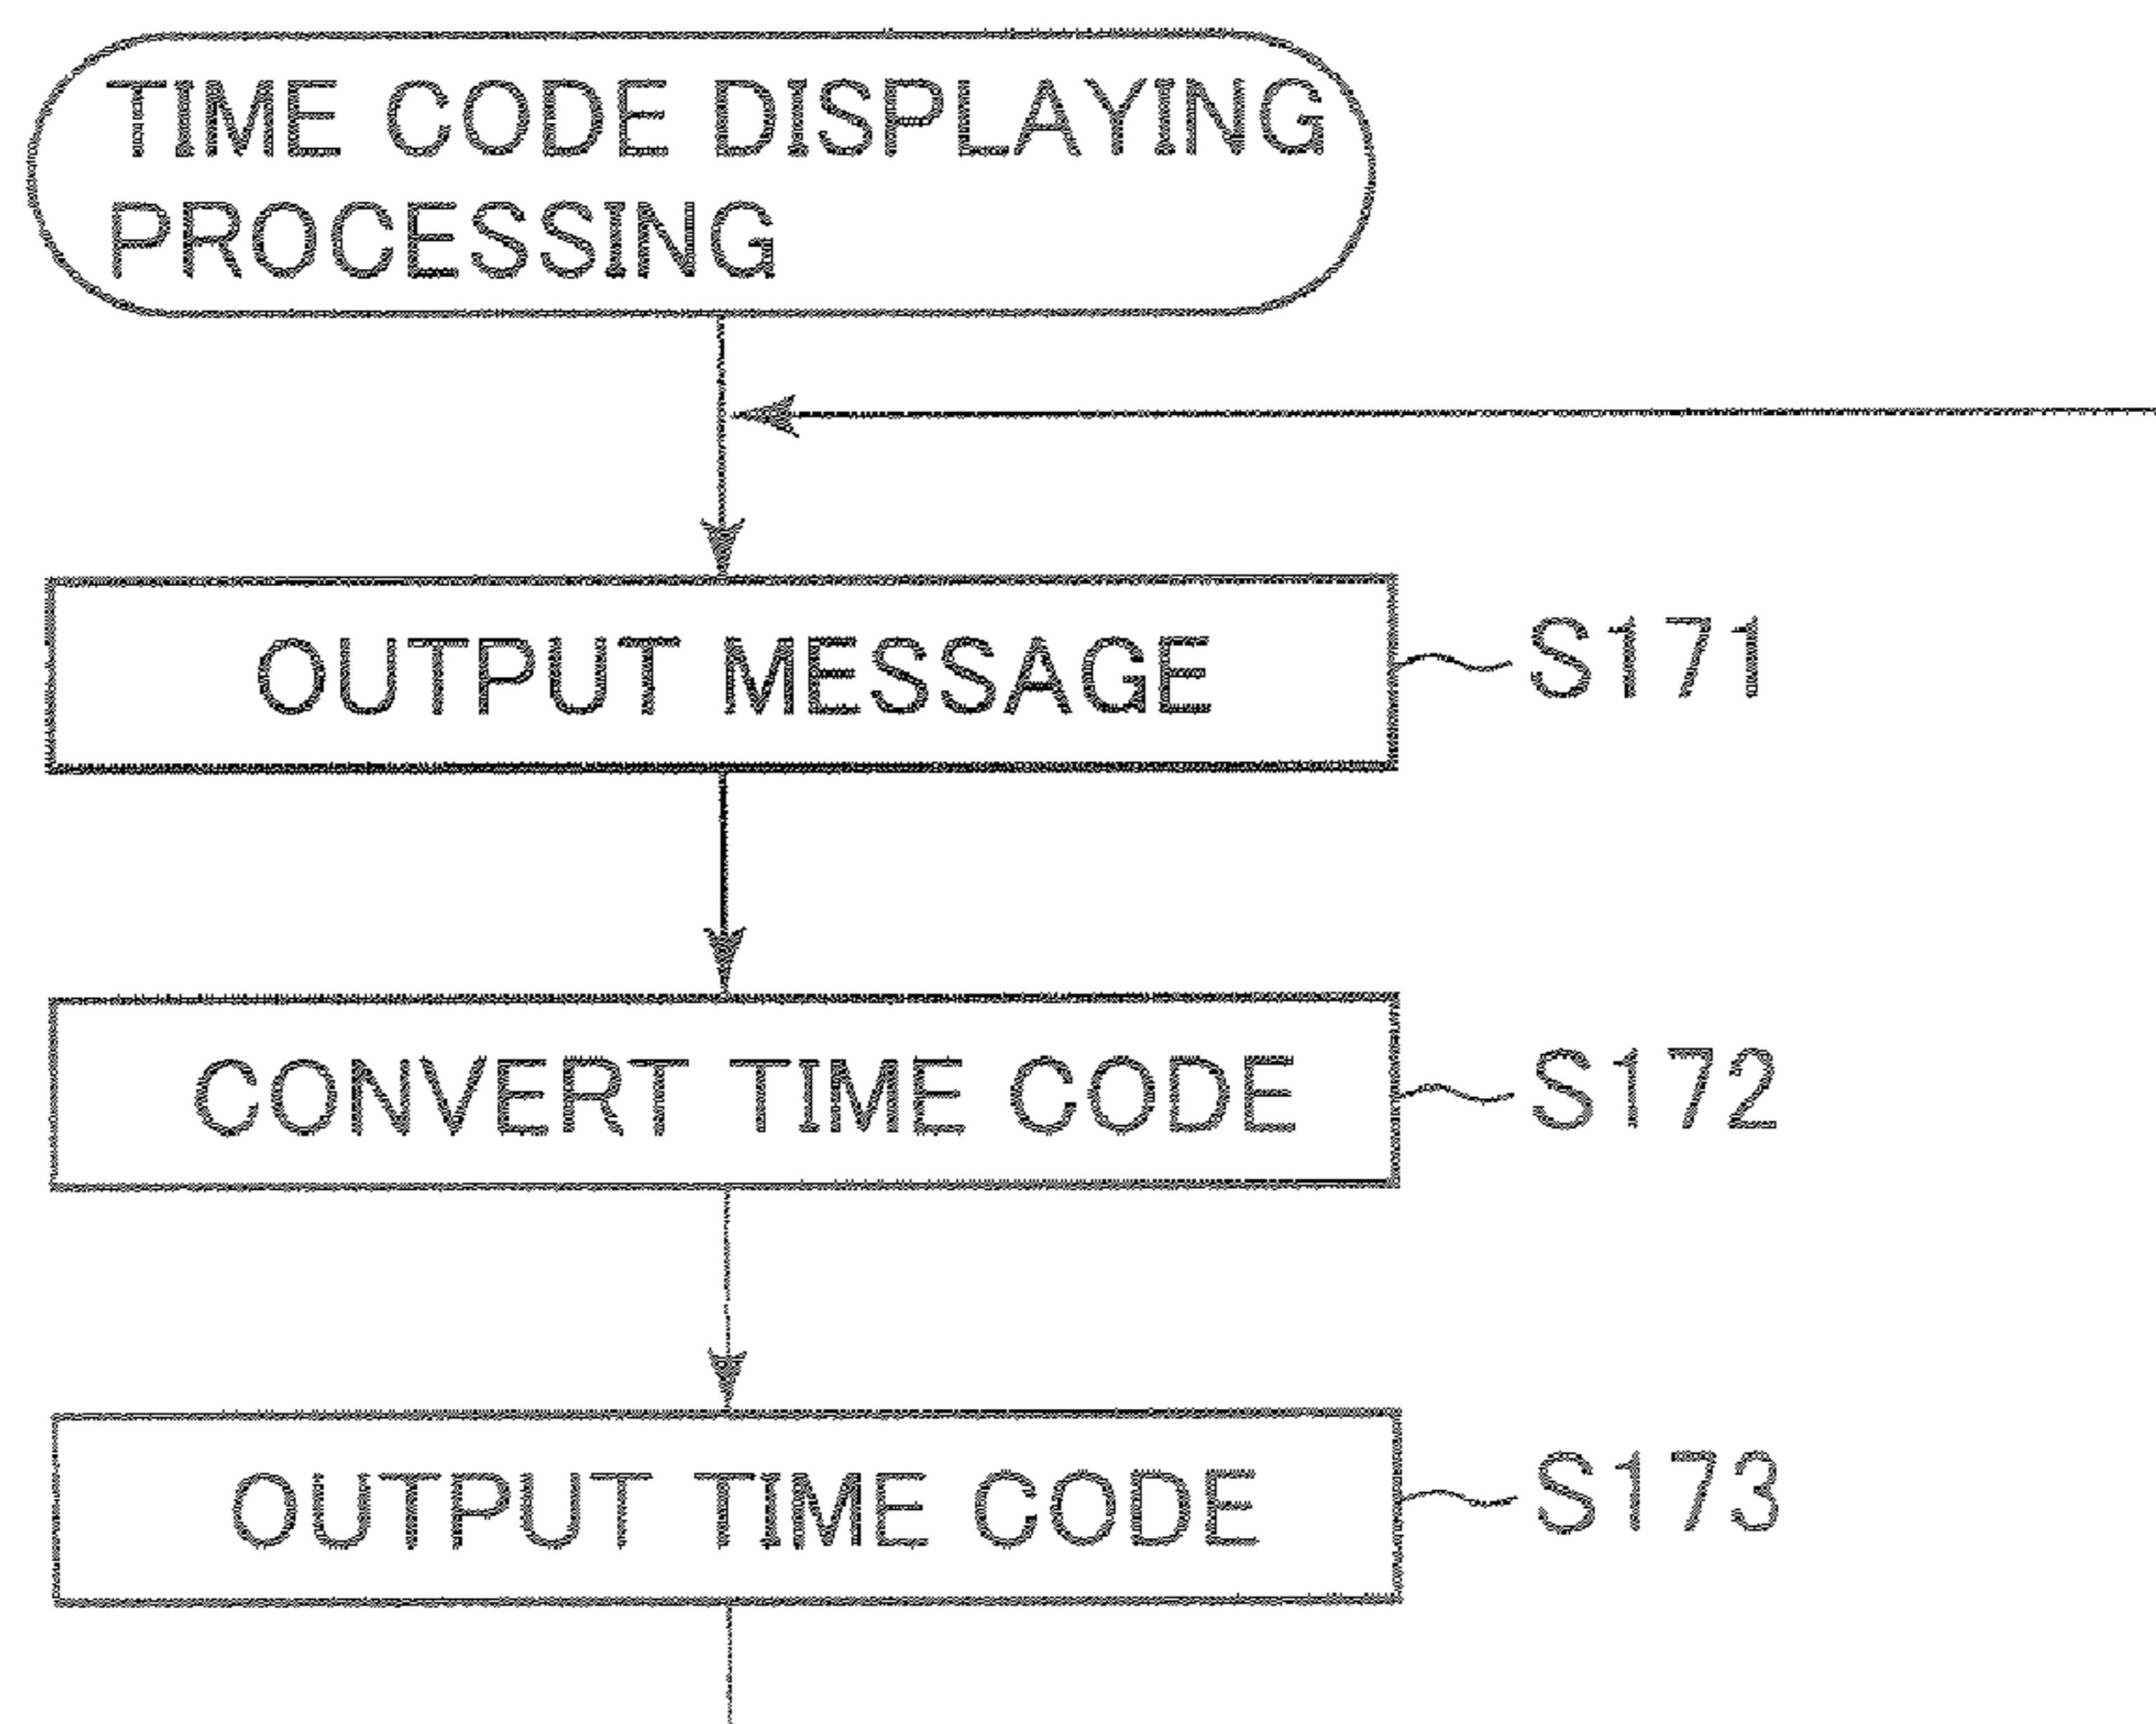 TIME CODE DISPLAYING
PROCESSING
OUTPUT MESSAGE
S171
CONVERT TIME CODE
S172
OUTPUT TIME CODE
S173